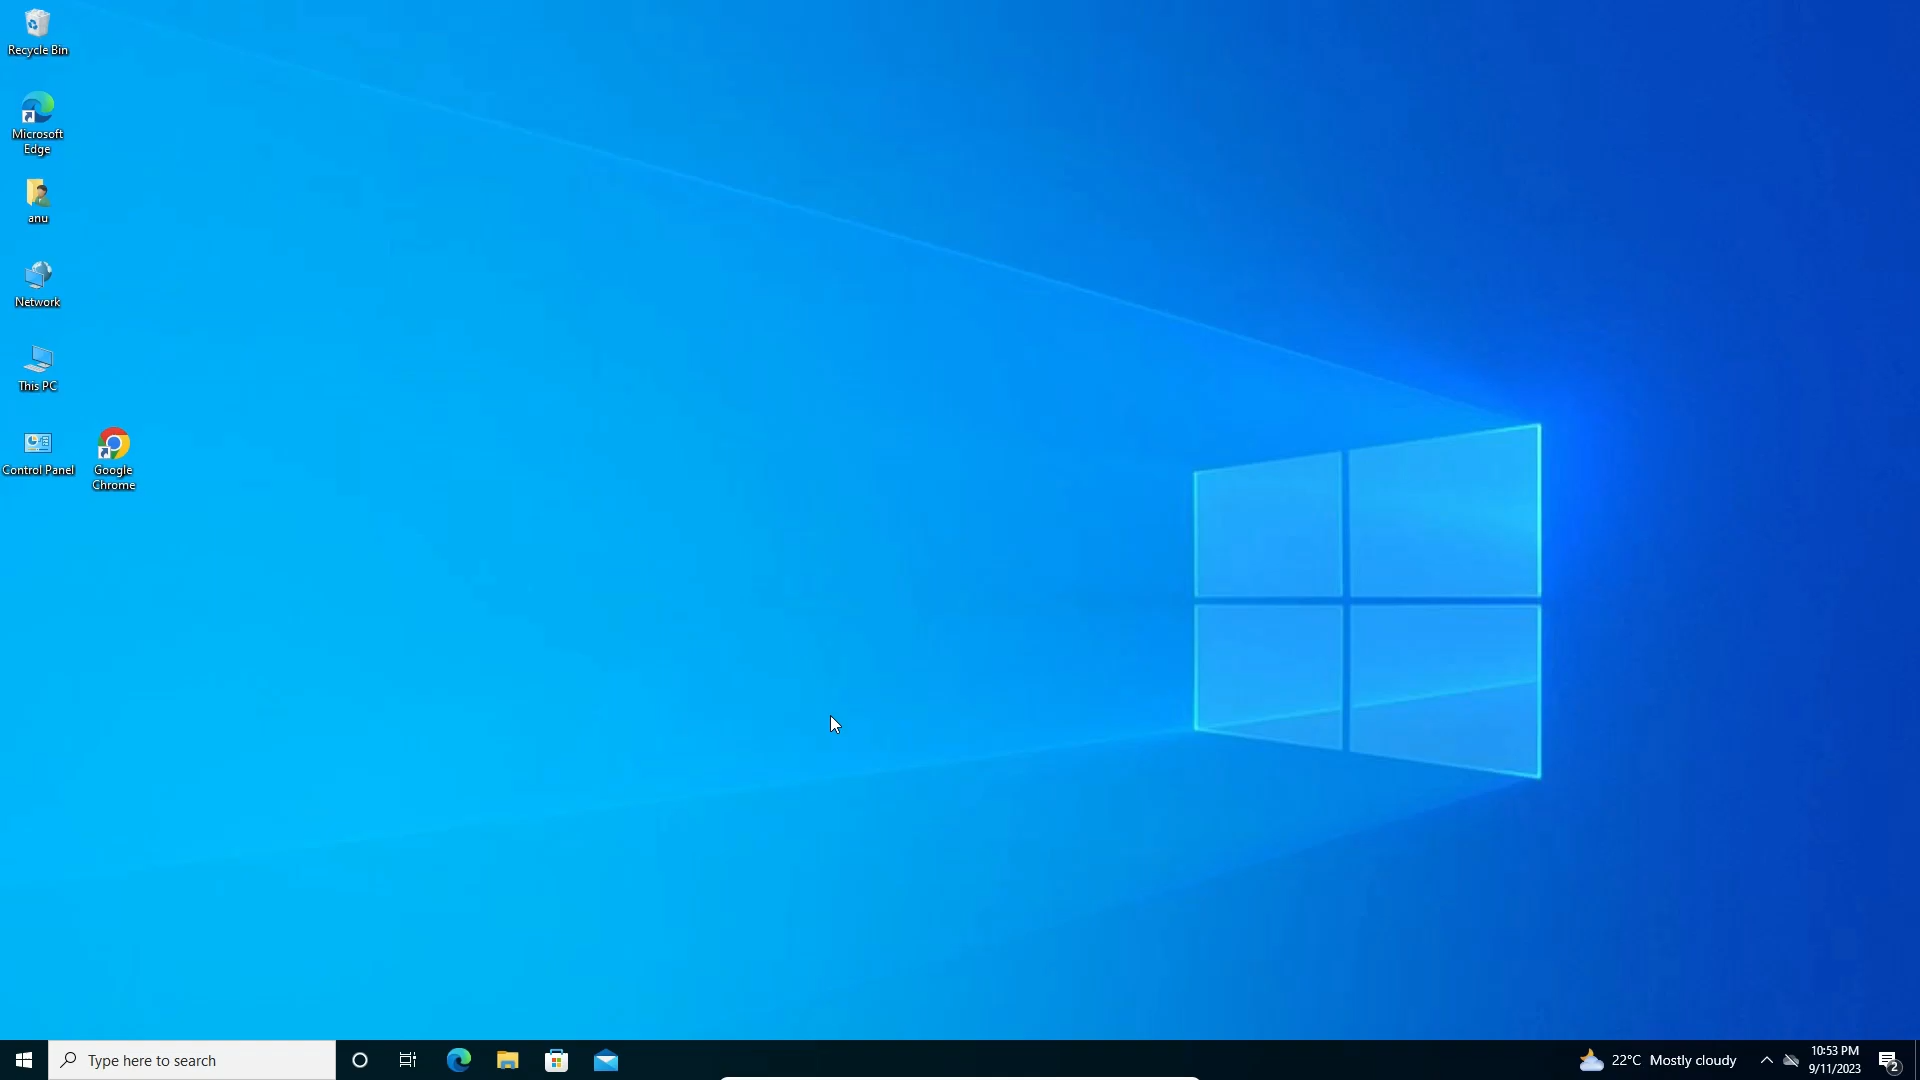 Recycle Bin
Microsoft
Edge
anu
Network
This PC
Control Panel
Google
Chrome
Type here to search
22°C Mostly cloudy
10:53 PM
9/11/2023
2